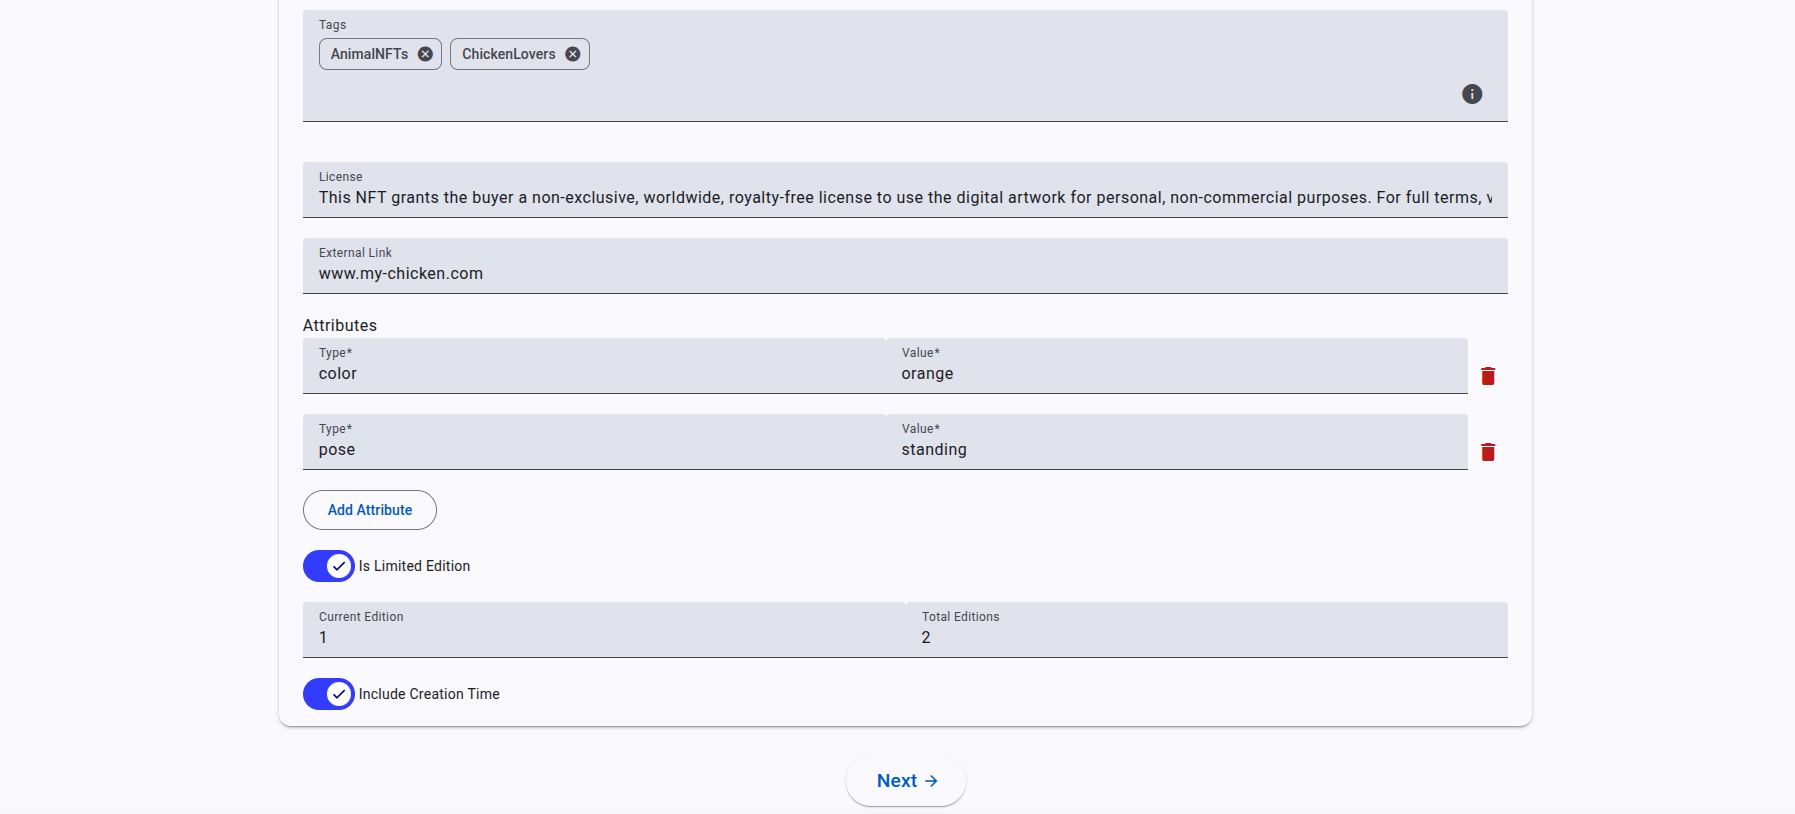 Tags
AnimalNFTs ChickenLovers
License
This NFT grants the buyer a non-exclusive, worldwide, royalty-free license to use the digital artwork for personal, non-commercial purposes. For full terms,
External Link
www.my-chicken.com
Attributes
Type* Value*
color orange
Type* Value*
pose standing
Add Attribute
Is Limited Edition
Current Edition Total Editions
1 2
Include Creation Time
Next